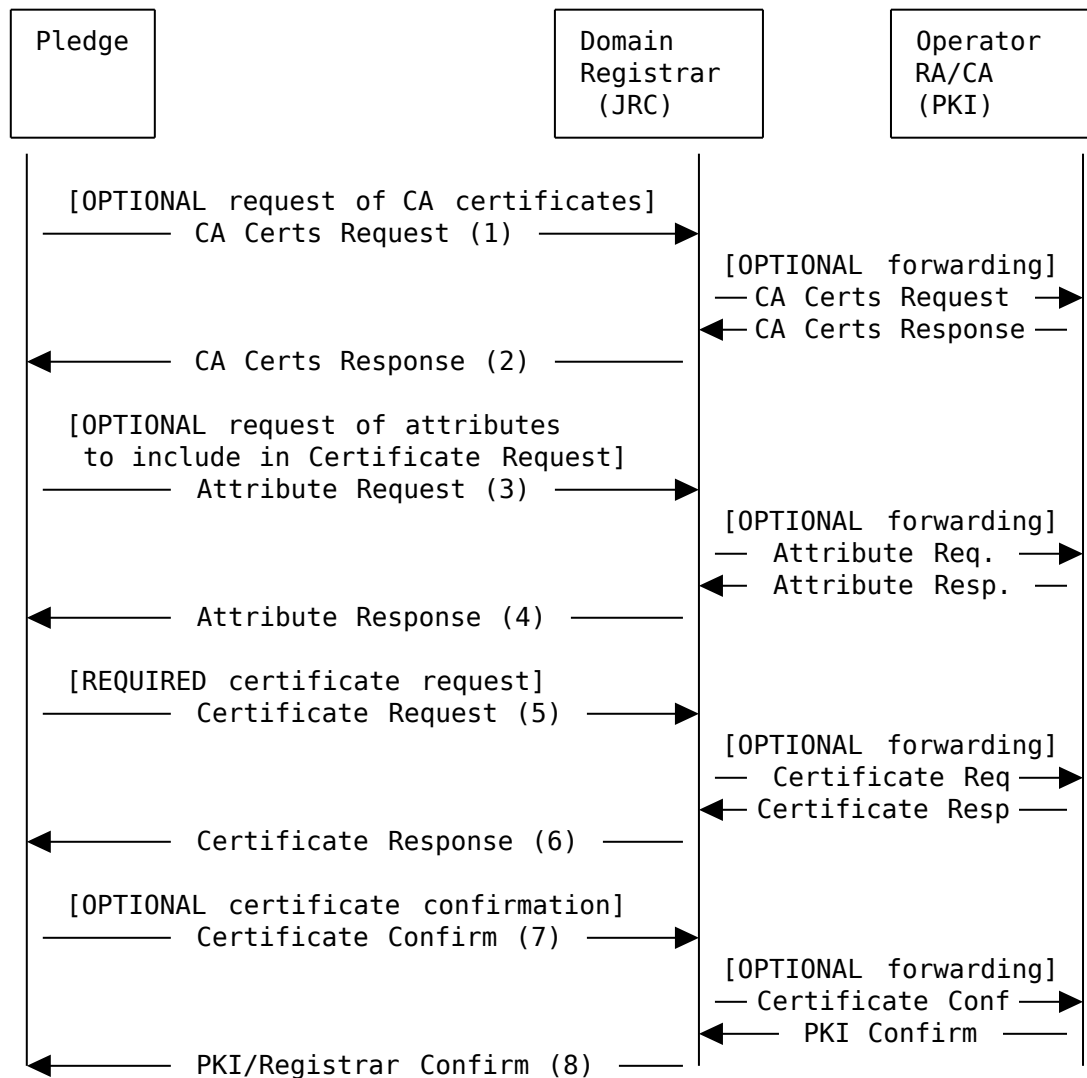 Pledge
Domain
Registrar
(JRC)
Operator
RA/CA
(PKI)
[OPTIONAL request of CA certificates]
CA Certs Request (1)
[OPTIONAL forwarding]
CA Certs Request
CA Certs Response
CA Certs Response (2)
[OPTIONAL request of attributes
to include in Certificate Request]
Attribute Request (3)
[OPTIONAL forwarding]
Attribute Req.
Attribute Resp.
Attribute Response (4)
[REQUIRED certificate request]
Certificate Request (5)
[OPTIONAL forwarding]
Certificate Req
Certificate Resp
Certificate Response (6)
[OPTIONAL certificate confirmation]
Certificate Confirm (7)
[OPTIONAL forwarding]
Certificate Conf
PKI Confirm
PKI/Registrar Confirm (8)